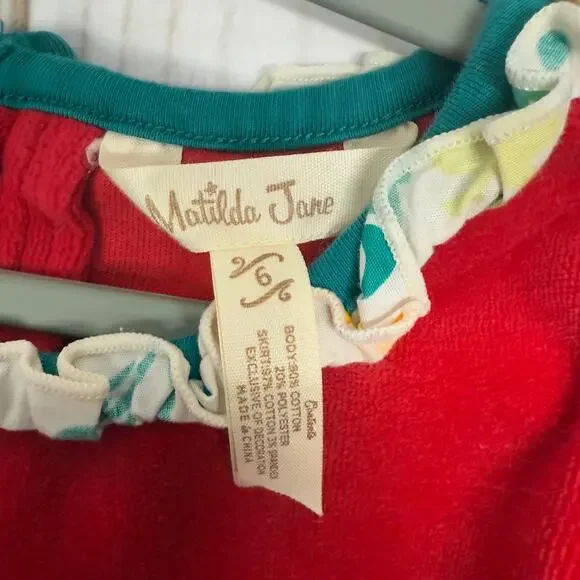 Matilda Jane
6
Contents
BODY:80% COTTON
20% POLYESTER
SKIRT:97% COTTON 3% SPANDEX
EXCLUSIVE OF DECORATION
MADE IN CHINA